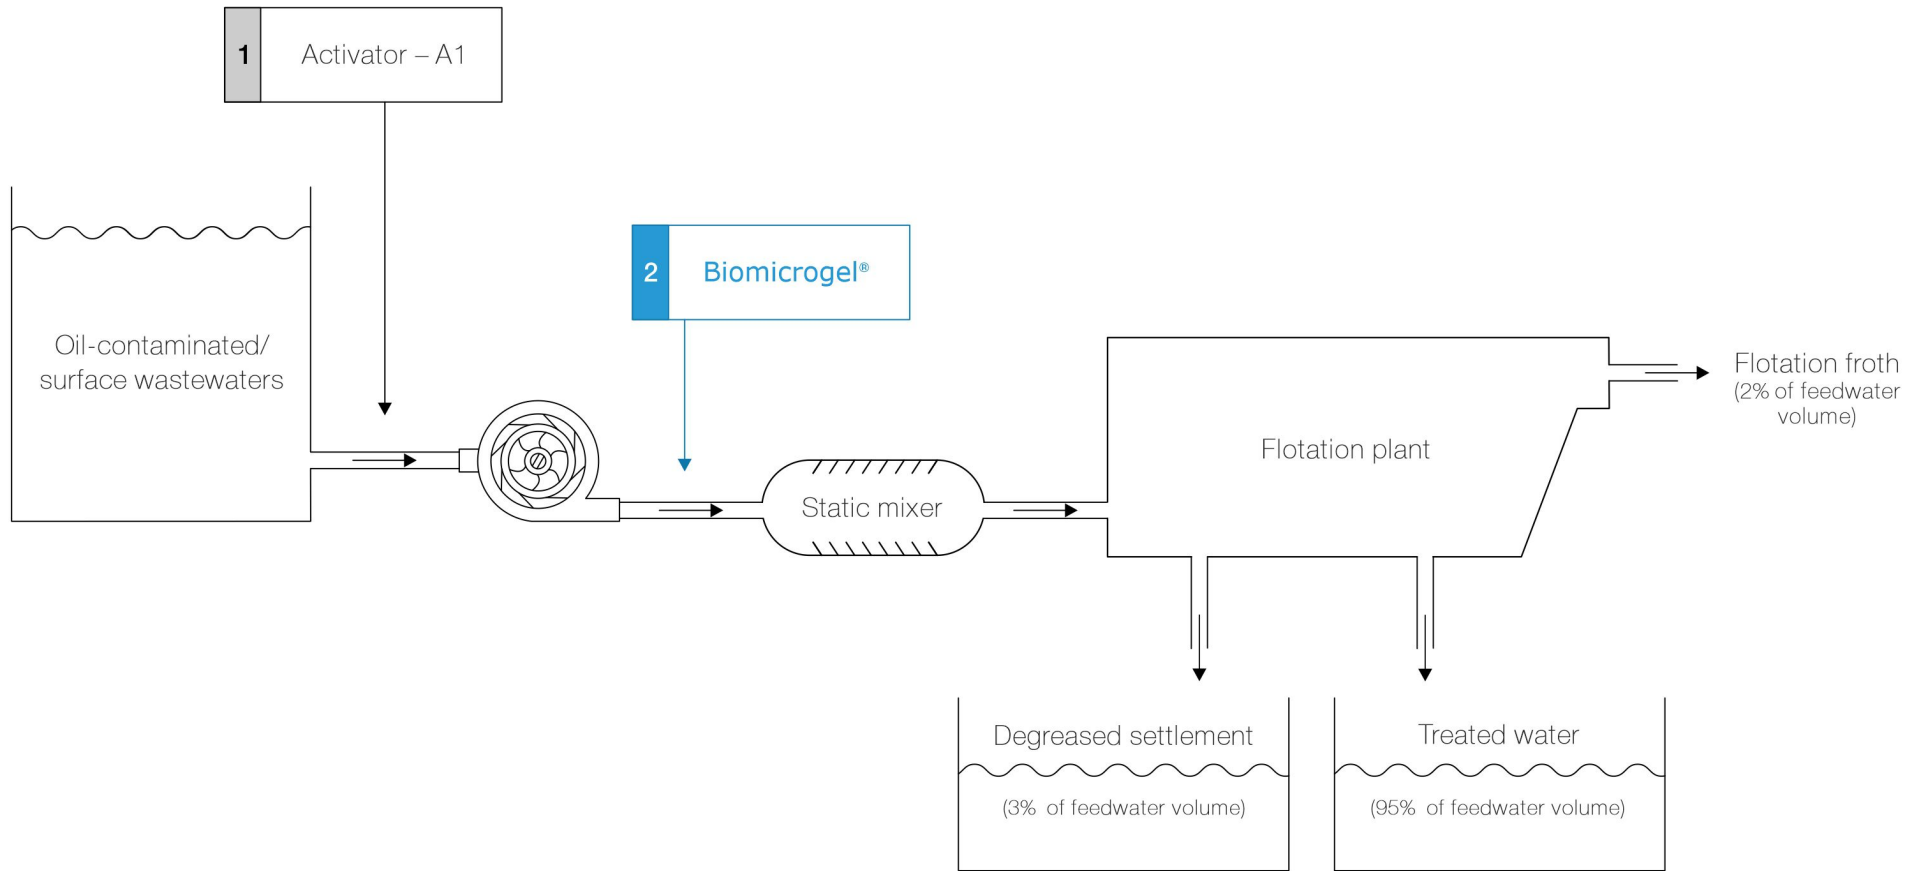 1
Activator – A1
Oil-contaminated/
surface wastewaters
2
Biomicrogel®
Static mixer
Flotation plant
Flotation froth
(2% of feedwater
volume)
Degreased settlement
(3% of feedwater volume)
Treated water
(95% of feedwater volume)